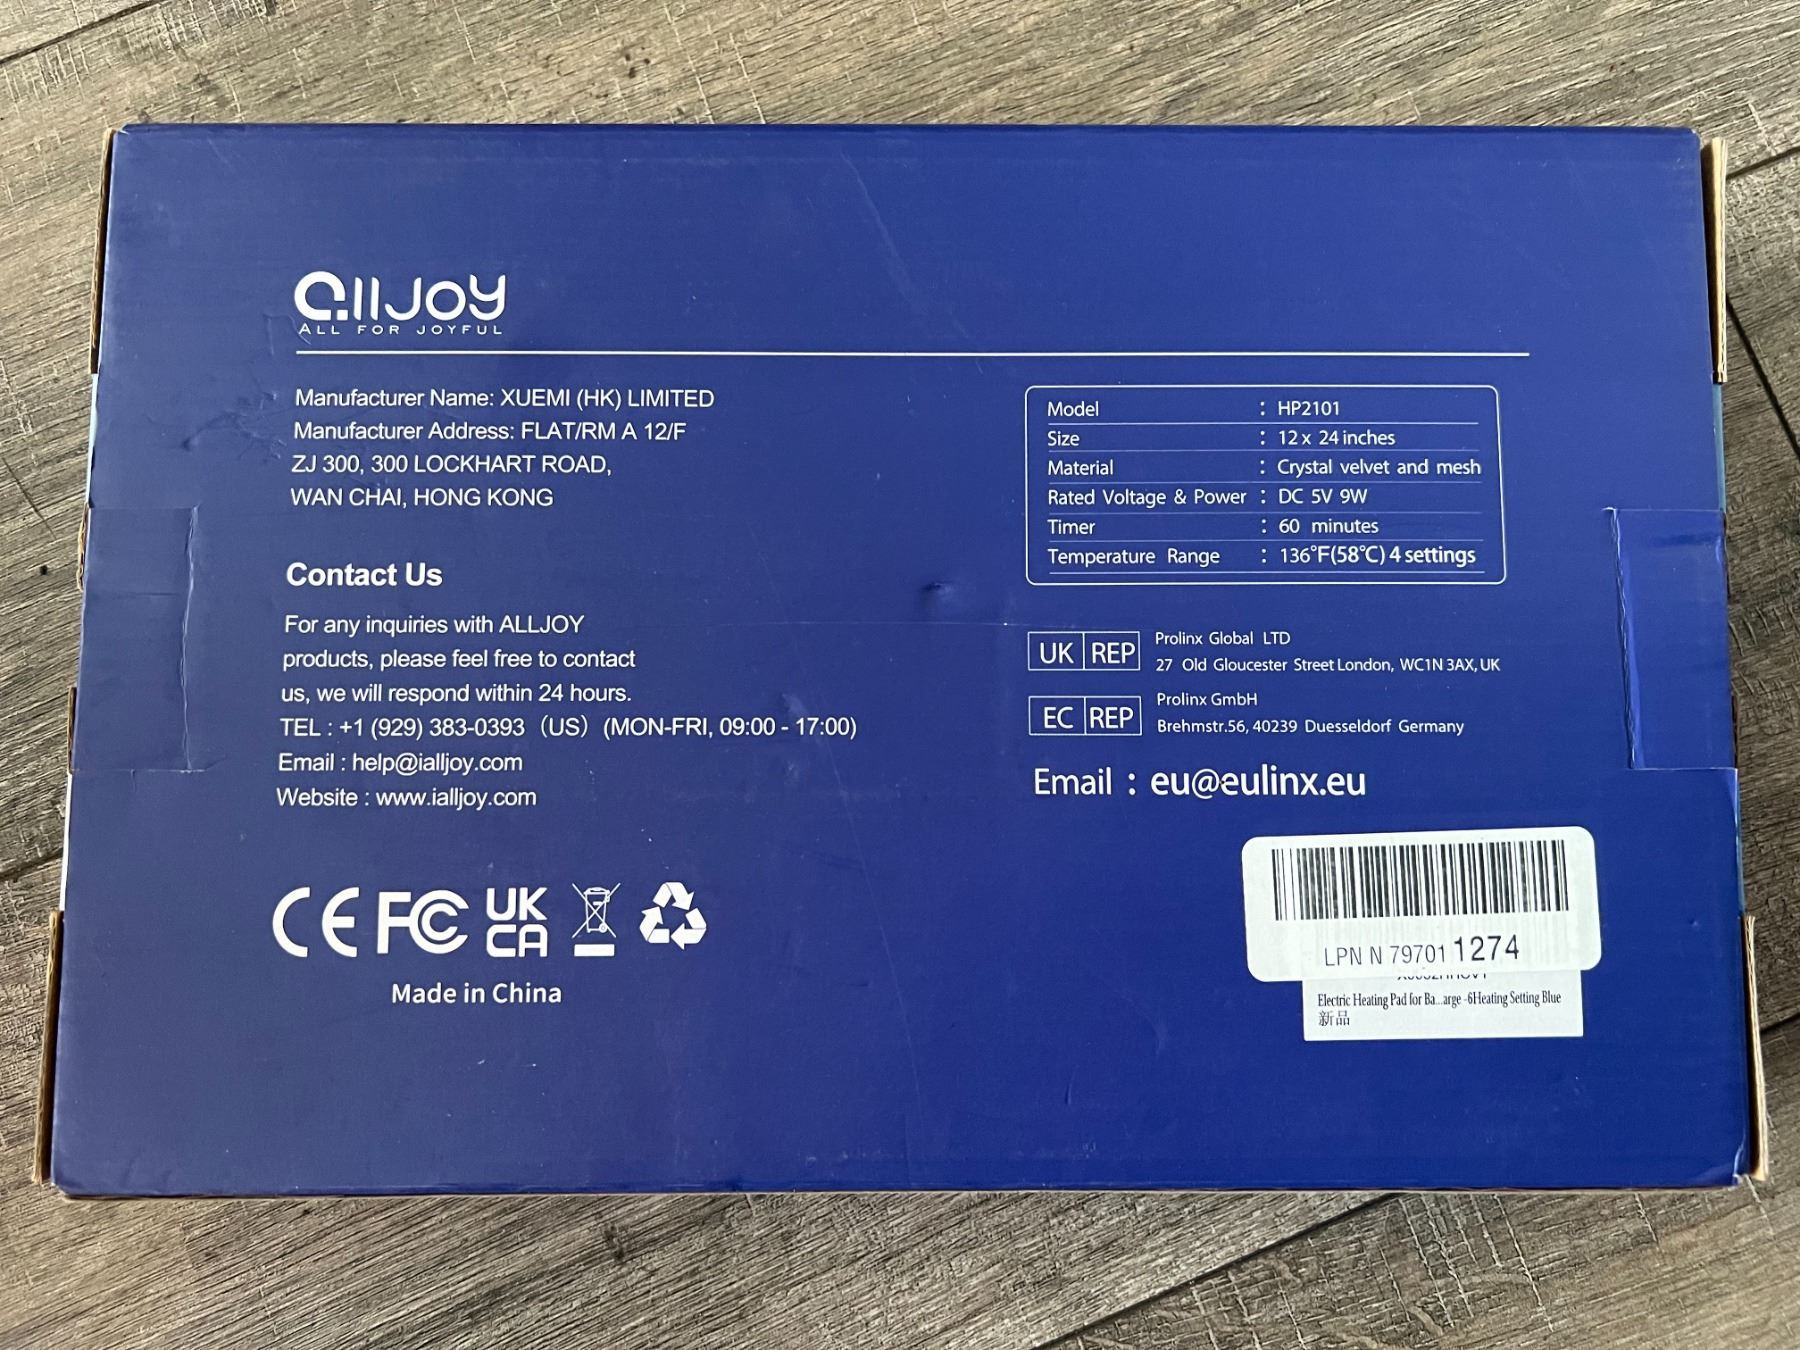 AllJoy
ALL FOR JOYFUL
Manufacturer Name: XUEMI (HK) LIMITED
Manufacturer Address: FLAT/RM A 12/F
ZJ 300, 300 LOCKHART ROAD,
WAN CHAI, HONG KONG
Contact Us
For any inquiries with ALLJOY
products, please feel free to contact
us, we will respond within 24 hours.
TEL : +1 (929) 383-0393（US）(MON-FRI, 09:00 - 17:00)
Email : help@ialljoy.com
Website : www.ialljoy.com
CE FC UK CA
Made in China
Model : HP2101
Size : 12 x 24 inches
Material : Crystal velvet and mesh
Rated Voltage & Power : DC 5V 9W
Timer : 60 minutes
Temperature Range : 136°F(58℃) 4 settings
UK REP Prolinx Global LTD
27 Old Gloucester Street London, WC1N 3AX, UK
EC REP Prolinx GmbH
Brehmstr.56, 40239 Duesseldorf Germany
Email : eu@eulinx.eu
LPN N 79701 1274
Electric Heating Pad for Ba...arge -6Heating Setting Blue
新品